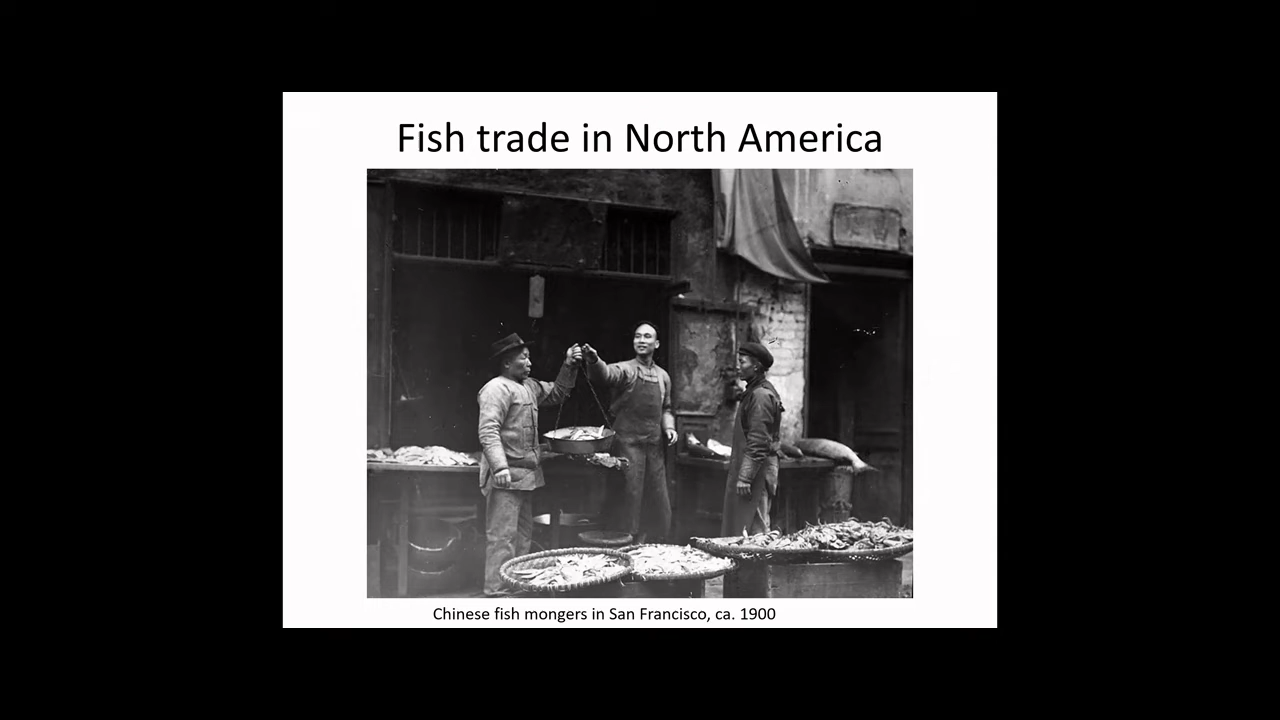 Fish trade in North America
Chinese fish mongers in San Francisco, ca. 1900